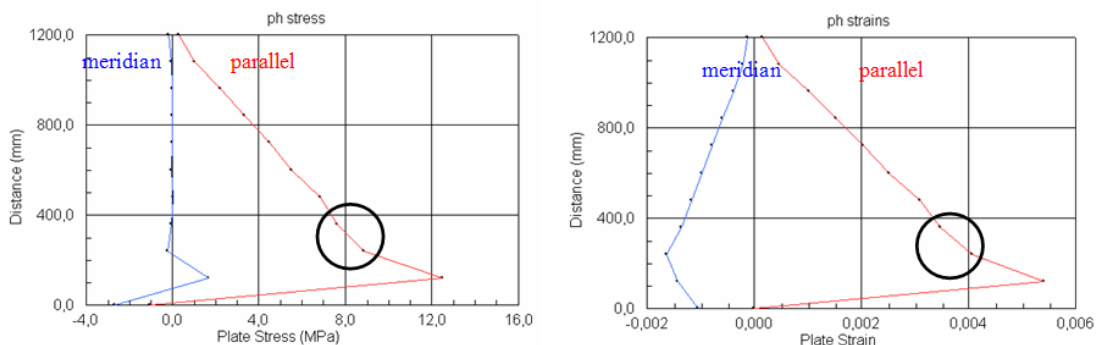 ph stress
1200,0
800,0
400,0
0,0
Distance (mm)
meridian
parallel
-4,0
0,0
4,0
8,0
12,0
16,0
Plate Stress (MPa)
ph strains
1200,0
800,0
400,0
0,0
Distance (mm)
meridian
parallel
-0,002
0,000
0,002
0,004
0,006
Plate Strain